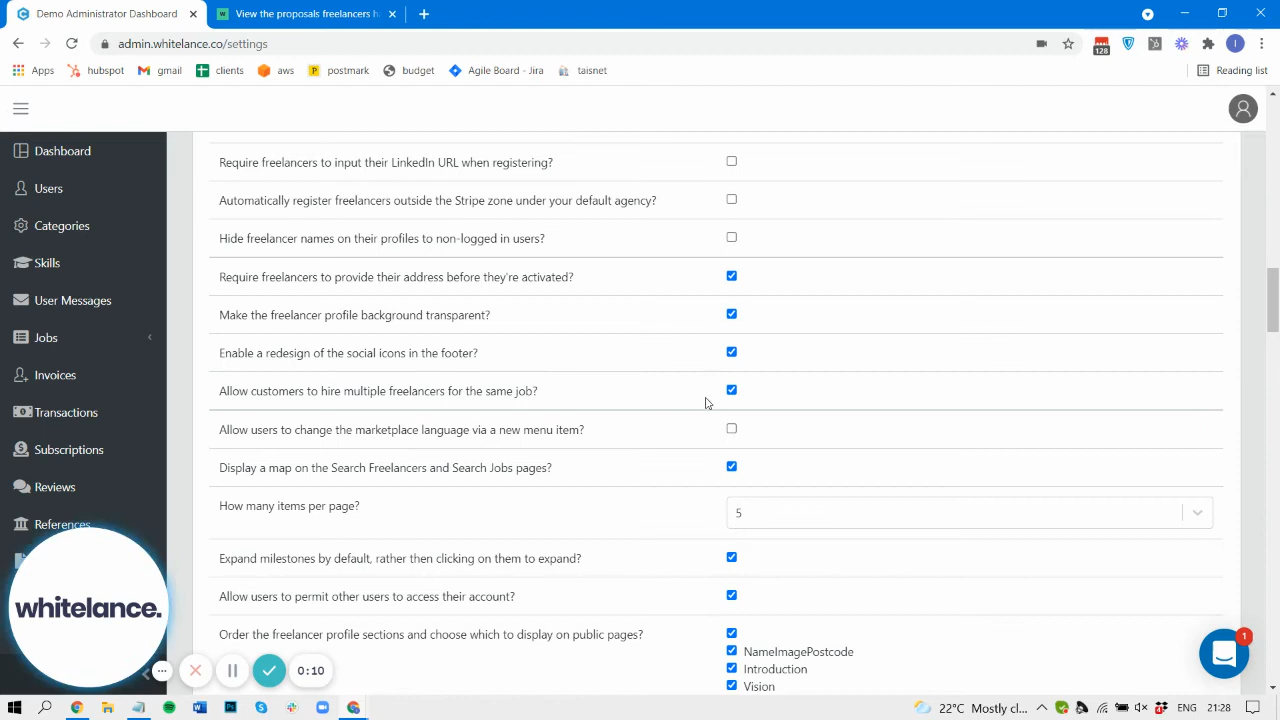 Demo Administrator Dashboard
View the proposals freelancers h
admin.whitelance.co/settings
128
I
Apps
hubspot
gmail
clients
aws
postmark
budget
Agile Board - Jira
taisnet
Reading list
Dashboard
Users
Categories
Skills
User Messages
Jobs
Invoices
Transactions
Subscriptions
Reviews
References
Require freelancers to input their LinkedIn URL when registering?
Automatically register freelancers outside the Stripe zone under your default agency?
Hide freelancer names on their profiles to non-logged in users?
Require freelancers to provide their address before they're activated?
Make the freelancer profile background transparent?
Enable a redesign of the social icons in the footer?
Allow customers to hire multiple freelancers for the same job?
Allow users to change the marketplace language via a new menu item?
Display a map on the Search Freelancers and Search Jobs pages?
How many items per page?
5
Expand milestones by default, rather then clicking on them to expand?
Allow users to permit other users to access their account?
Order the freelancer profile sections and choose which to display on public pages?
NameImagePostcode
Introduction
Vision
whitelance.
0:10
1
22°C Mostly cl...
ENG
21:28